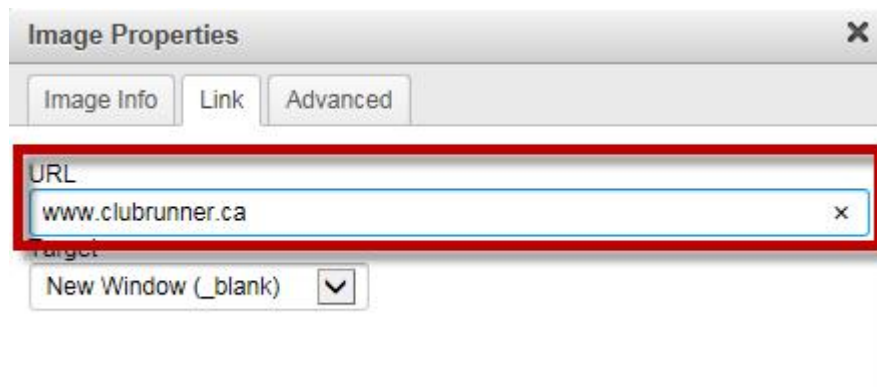 Image Properties
Image Info Link Advanced
URL
www.clubrunner.ca
Target
New Window (_blank)